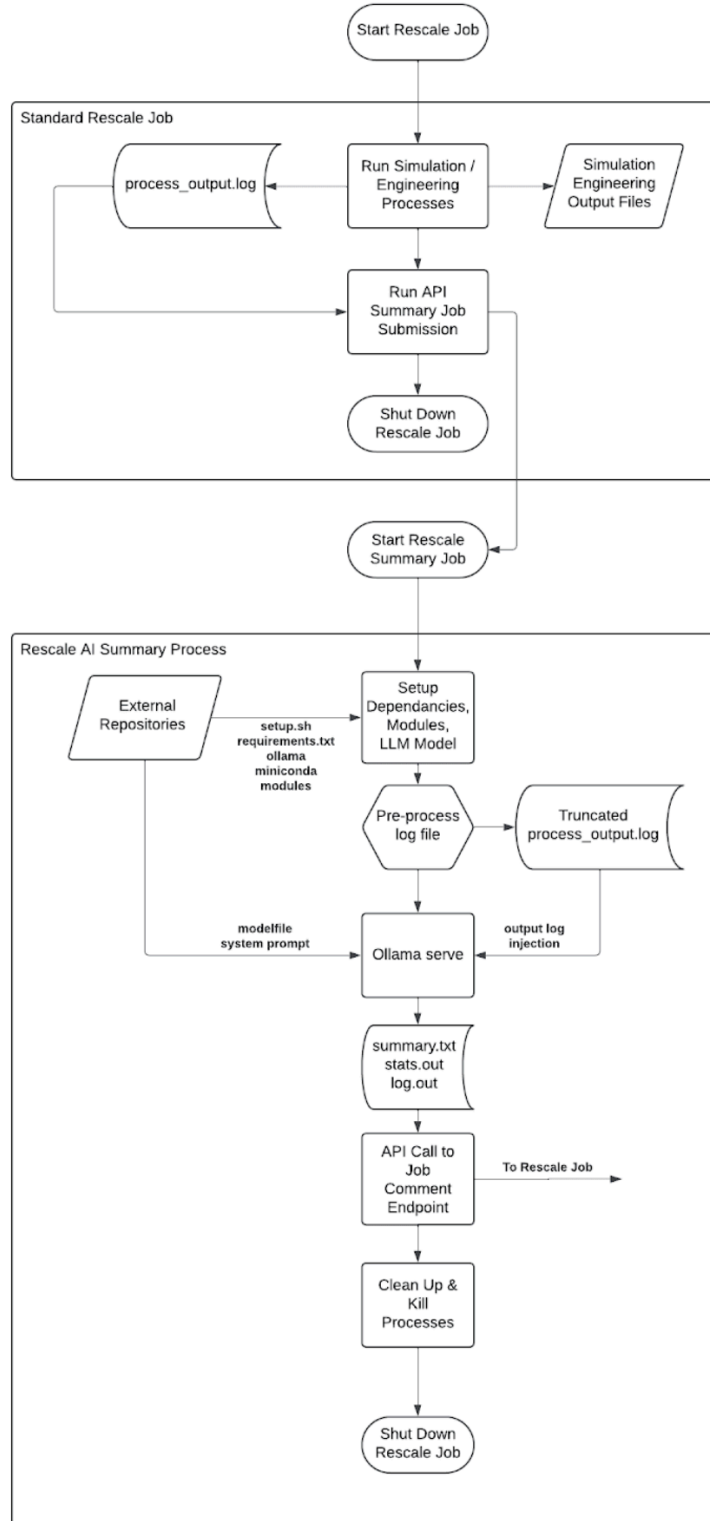 Start Rescale Job
Standard Rescale Job
process_output.log
Run Simulation /
Engineering
Processes
Simulation
Engineering
Output Files
Run API
Summary Job
Submission
Shut Down
Rescale Job
Start Rescale
Summary Job
Rescale AI Summary Process
External
Repositories
setup.sh
requirements.txt
ollama
miniconda
modules
Setup
Dependancies,
Modules,
LLM Model
Pre-process
log file
Truncated
process_output.log
modelfile
system prompt
Ollama serve
output log
injection
summary.txt
stats.out
log.out
API Call to
Job
Comment
Endpoint
To Rescale Job
Clean Up &
Kill
Processes
Shut Down
Rescale Job